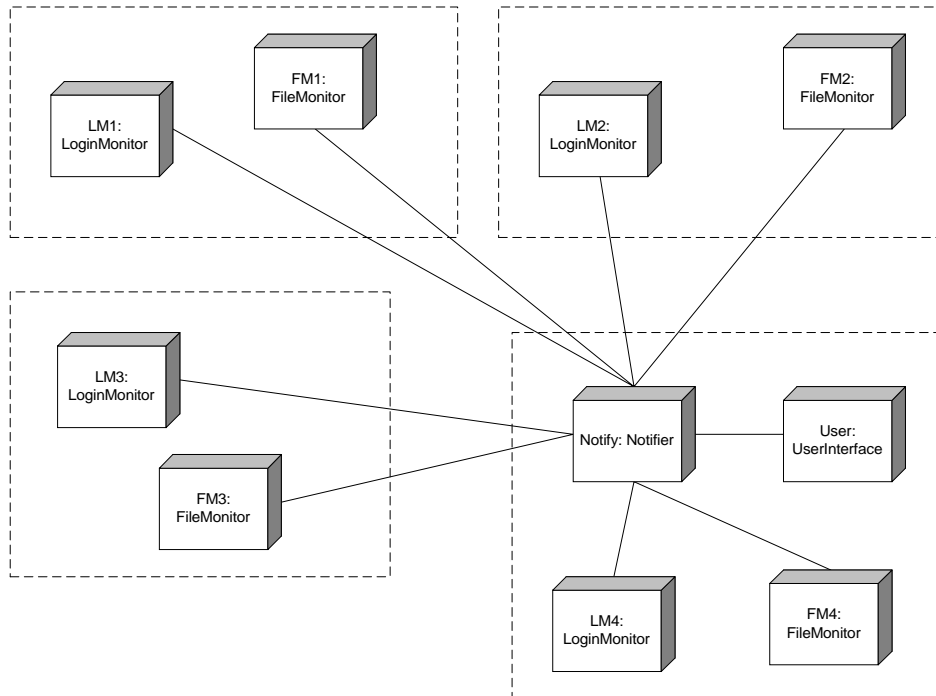 FM1:
FileMonitor
LM1:
LoginMonitor
FM2:
FileMonitor
LM2:
LoginMonitor
LM3:
LoginMonitor
FM3:
FileMonitor
Notify: Notifier
User:
UserInterface
LM4:
LoginMonitor
FM4:
FileMonitor